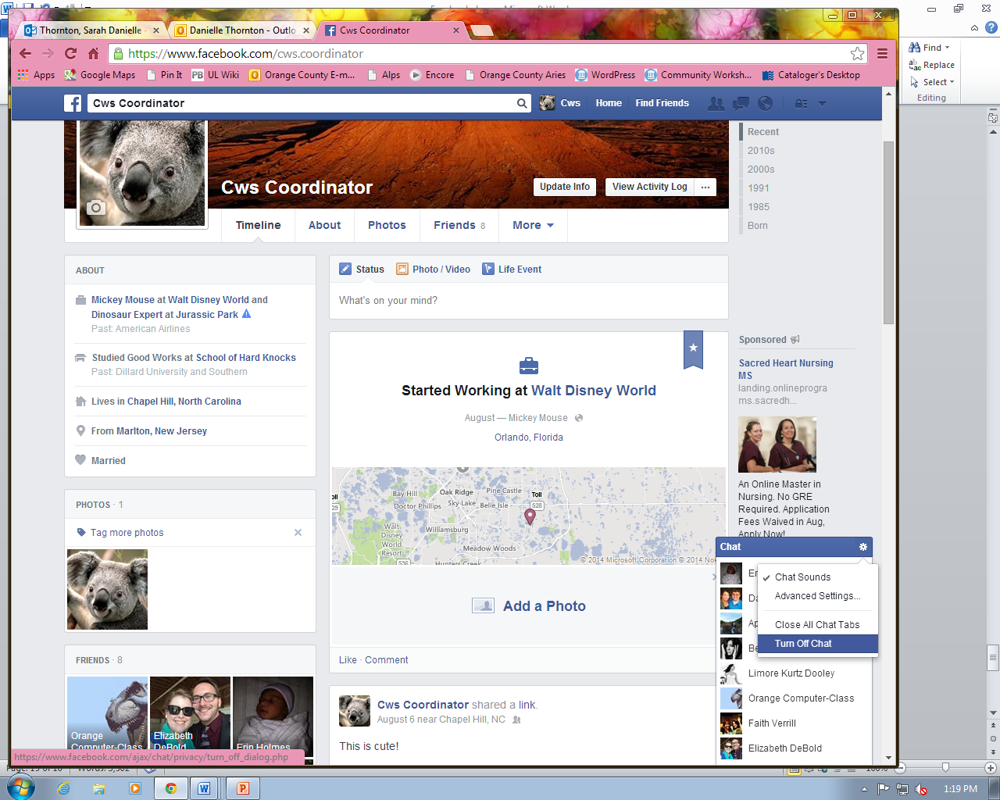 Thornton, Sarah Danielle -
Danielle Thornton - Outlo
Cws Coordinator
https://www.facebook.com/cws.coordinator
Apps
Google Maps
Pin It
PB UL Wiki
Orange County E-m...
Alps
Encore
Orange County Aries
WordPress
Community Worksh...
Cataloger's Desktop
Find
Replace
Select
Editing
Cws Coordinator
Cws
Home
Find Friends
Cws Coordinator
Update Info
View Activity Log
...
Timeline
About
Photos
Friends 8
More
Recent
2010s
2000s
1991
1985
Born
ABOUT
Mickey Mouse at Walt Disney World and
Dinosaur Expert at Jurassic Park
Past: American Airlines
Studied Good Works at School of Hard Knocks
Past: Dillard University and Southern
Lives in Chapel Hill, North Carolina
From Marlton, New Jersey
Married
PHOTOS · 1
Tag more photos
FRIENDS · 8
Orange
Computer-Class
Elizabeth
DeBold
Erin Holmes
Status
Photo / Video
Life Event
What's on your mind?
Started Working at Walt Disney World
August — Mickey Mouse
Orlando, Florida
oll
29
Bay Hill
Oak Ridge
Pine Castle
Toll
Doctor Phillips
Sky Lake
Belle Isle
528
Walt
Disney
World
Resort
Williamsburg
Meadow Woods
536
Hunters Creek
© 2014 Microsoft Corporation © 2014 Nok
Add a Photo
Like · Comment
Cws Coordinator shared a link.
August 6 near Chapel Hill, NC
This is cute!
Sponsored
Sacred Heart Nursing
MS
landing.onlineprogra
ms.sacredh...
An Online Master in
Nursing. No GRE
Required. Application
Fees Waived in Aug,
Apply Now!
Chat
Er
Da
Ap
Be
Chat Sounds
Advanced Settings...
Close All Chat Tabs
Turn Off Chat
Limore Kurtz Dooley
Orange Computer-Class
Faith Verrill
Elizabeth DeBold
https://www.facebook.com/ajax/chat/privacy/turn_off_dialog.php
100%
1:19 PM